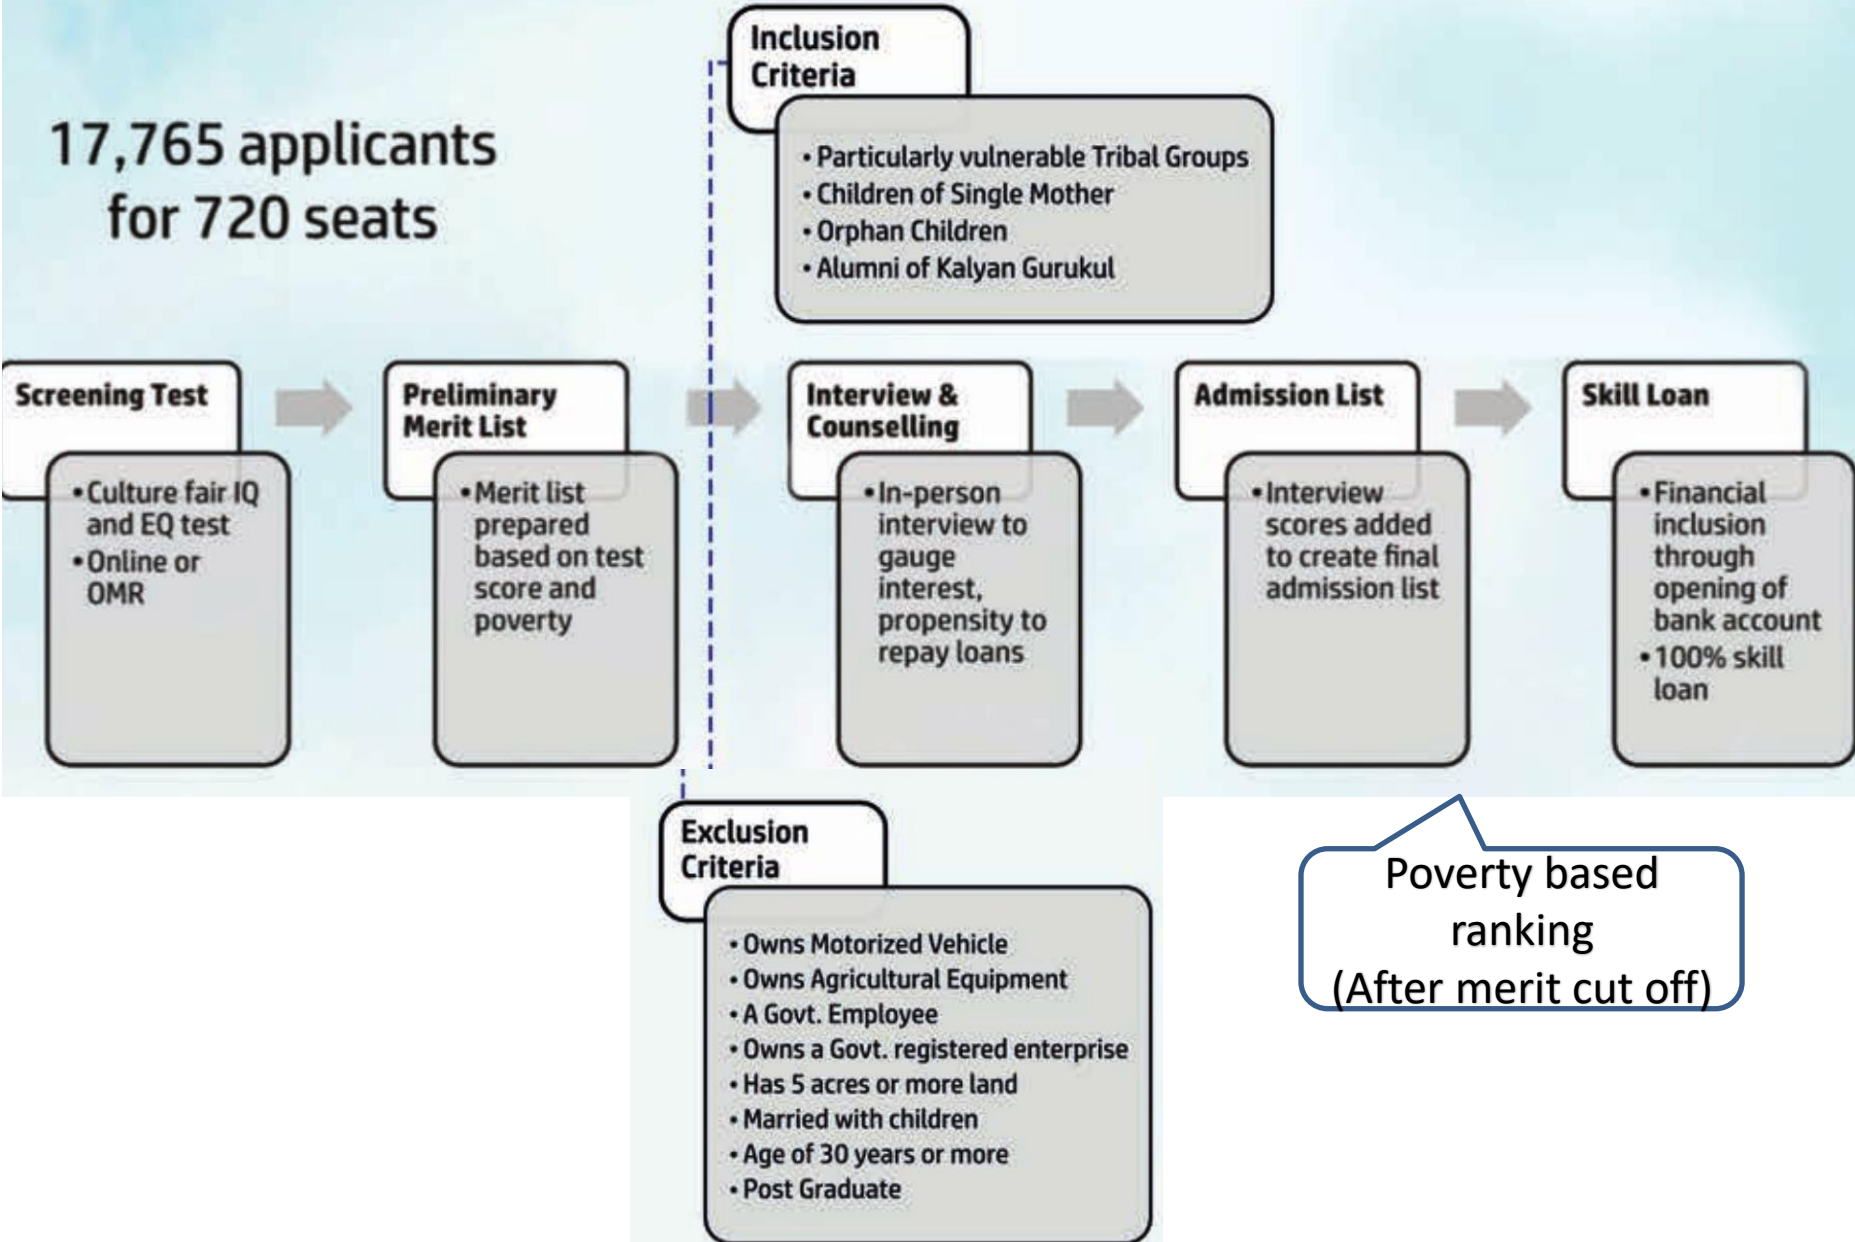 17,765 applicants
for 720 seats
Inclusion
Criteria
• Particularly vulnerable Tribal Groups
• Children of Single Mother
• Orphan Children
• Alumni of Kalyan Gurukul
Screening Test
• Culture fair IQ
and EQ test
• Online or
OMR
Preliminary
Merit List
• Merit list
prepared
based on test
score and
poverty
Interview &
Counselling
• In-person
interview to
gauge
interest,
propensity to
repay loans
Admission List
• Interview
scores added
to create final
admission list
Skill Loan
• Financial
inclusion
through
opening of
bank account
• 100% skill
loan
Exclusion
Criteria
• Owns Motorized Vehicle
• Owns Agricultural Equipment
• A Govt. Employee
• Owns a Govt. registered enterprise
• Has 5 acres or more land
• Married with children
• Age of 30 years or more
• Post Graduate
Poverty based
ranking
(After merit cut off)